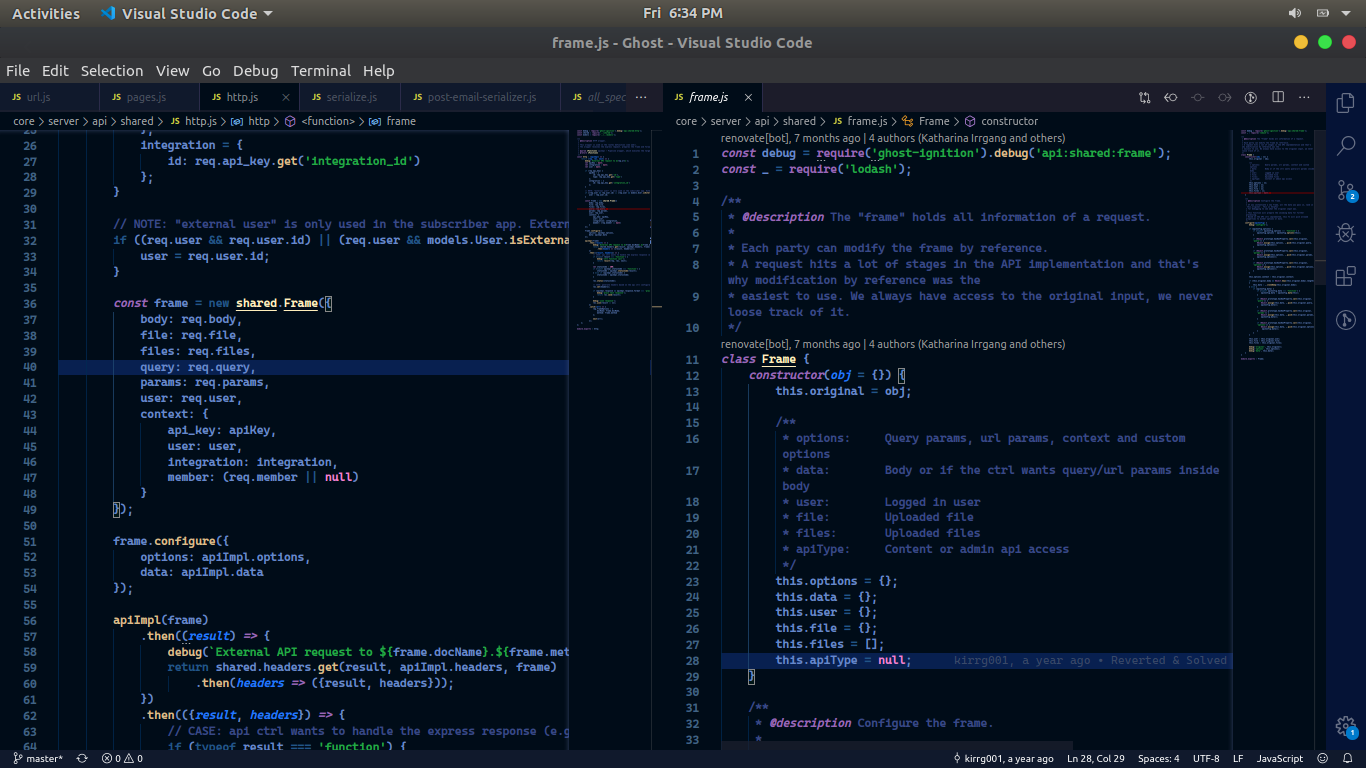 Activities Visual Studio Code Fri 6:34 PM
frame.js - Ghost - Visual Studio Code
File Edit Selection View Go Debug Terminal Help
JS url.js JS pages.js JS http.js × JS serialize.js JS post-email-serializer.js JS all_spec ···
core › server › api › shared › JS http.js › http › <function> › frame
26 integration = {
27 id: req.api_key.get('integration_id')
28 };
29 }
30
31 // NOTE: "external user" is only used in the subscriber app. Extern
32 if ((req.user && req.user.id) || (req.user && models.User.isExterna
33 user = req.user.id;
34 }
35
36 const frame = new shared.Frame({
37 body: req.body,
38 file: req.file,
39 files: req.files,
40 query: req.query,
41 params: req.params,
42 user: req.user,
43 context: {
44 api_key: apiKey,
45 user: user,
46 integration: integration,
47 member: (req.member || null)
48 }
49 });
50
51 frame.configure({
52 options: apiImpl.options,
53 data: apiImpl.data
54 });
55
56 apiImpl(frame)
57 .then((result) => {
58 debug(`External API request to ${frame.docName}.${frame.met
59 return shared.headers.get(result, apiImpl.headers, frame)
60 .then(headers => ({result, headers}));
61 })
62 .then(({result, headers}) => {
63 // CASE: api ctrl wants to handle the express response (e.g
64 if (typeof result === 'function') {
JS frame.js × ···
core › server › api › shared › JS frame.js › Frame › constructor
renovate[bot], 7 months ago | 4 authors (Katharina Irrgang and others)
1 const debug = require('ghost-ignition').debug('api:shared:frame');
2 const _ = require('lodash');
3
4 /**
5 * @description The "frame" holds all information of a request.
6 *
7 * Each party can modify the frame by reference.
8 * A request hits a lot of stages in the API implementation and that's
why modification by reference was the
9 * easiest to use. We always have access to the original input, we never
loose track of it.
10 */
renovate[bot], 7 months ago | 4 authors (Katharina Irrgang and others)
11 class Frame {
12 constructor(obj = {}) {
13 this.original = obj;
14
15 /**
16 * options: Query params, url params, context and custom
options
17 * data: Body or if the ctrl wants query/url params inside
body
18 * user: Logged in user
19 * file: Uploaded file
20 * files: Uploaded files
21 * apiType: Content or admin api access
22 */
23 this.options = {};
24 this.data = {};
25 this.user = {};
26 this.file = {};
27 this.files = [];
28 this.apiType = null; kirrg001, a year ago • Reverted & Solved
29 }
30
31 /**
32 * @description Configure the frame.
33 *
2
1
master* 0 0 kirrg001, a year ago Ln 28, Col 29 Spaces: 4 UTF-8 LF JavaScript